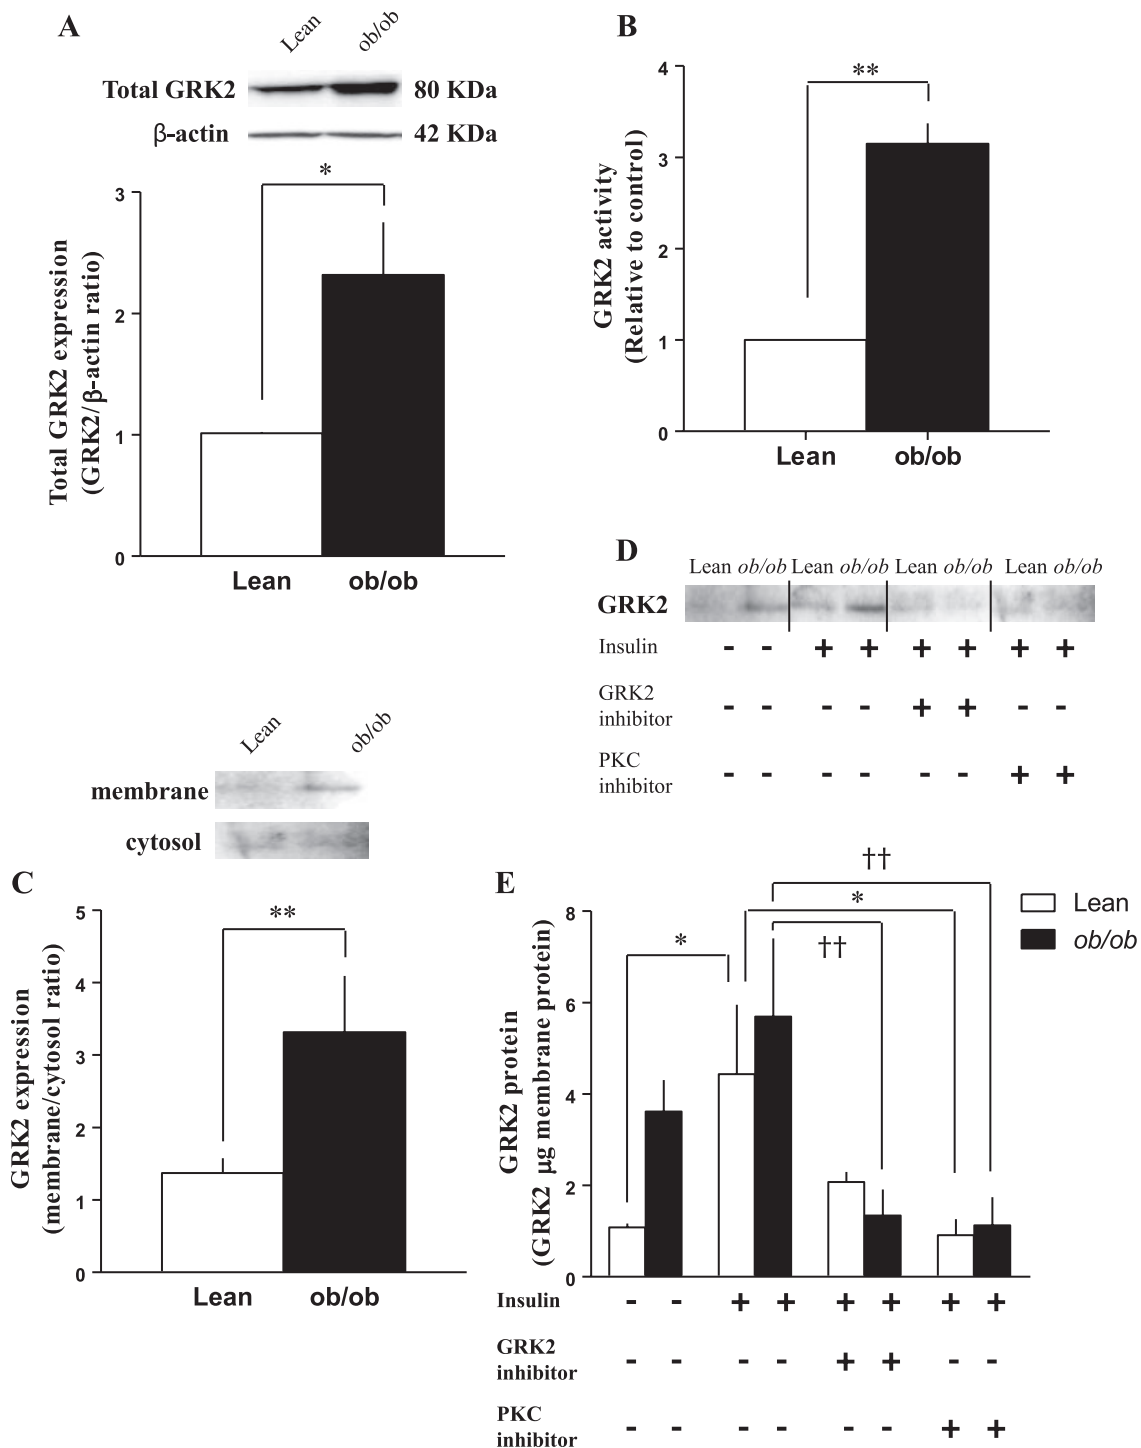 A
Lean ob/ob
Total GRK2 80 KDa
β-actin 42 KDa
*
3
2
1
0
Total GRK2 expression
(GRK2/β-actin ratio)
Lean ob/ob
B
**
4
3
2
1
0
GRK2 activity
(Relative to control)
Lean ob/ob
D
Lean ob/ob Lean ob/ob Lean ob/ob Lean ob/ob
GRK2
Insulin - - + + + + + +
GRK2
inhibitor - - - - + + - -
PKC
inhibitor - - - - - - + +
Lean ob/ob
membrane
cytosol
C
**
5
4
3
2
1
0
GRK2 expression
(membrane/cytosol ratio)
Lean ob/ob
E
††
*
††
*
Lean
ob/ob
8
6
4
2
0
GRK2 protein
(GRK2 µg membrane protein)
Insulin - - + + + + + +
GRK2
inhibitor - - - - + + - -
PKC
inhibitor - - - - - - + +